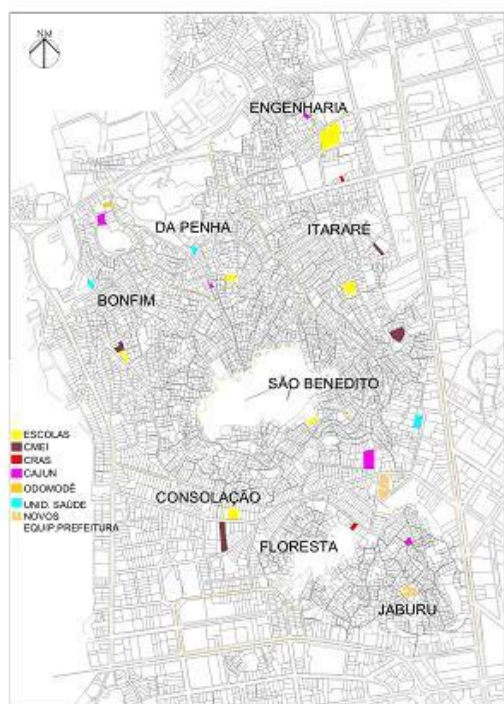 NM
ENGENHARIA
DA PENHA
ITARARÉ
BONFIM
SÃO BENEDITO
ESCOLAS
CMEI
CRAS
CAJUN
ODOMODÊ
UNID. SAÚDE
NOVOS
EQUIP.PREFEITURA
CONSOLAÇÃO
FLORESTA
JABURU